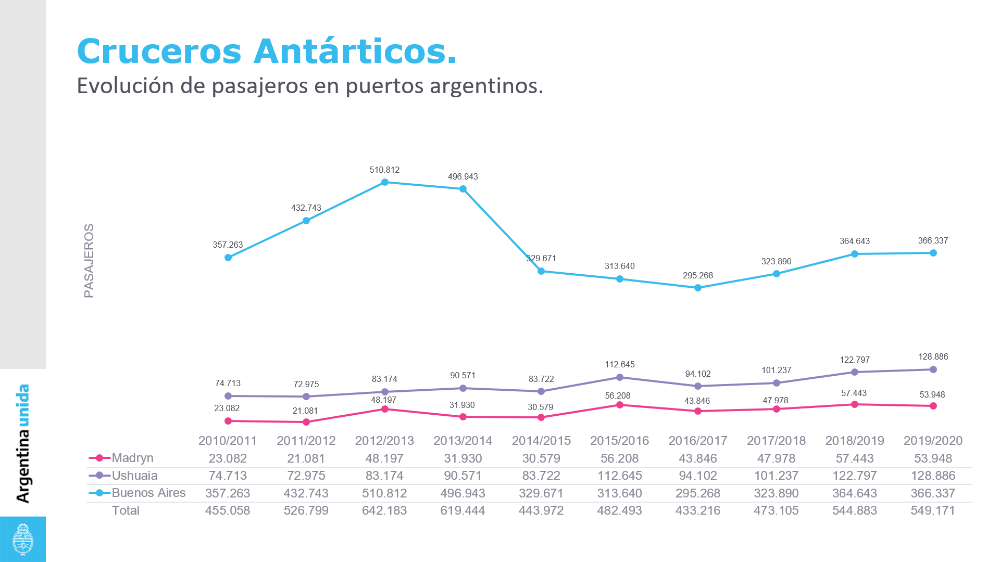 Cruceros Antárticos.
Evolución de pasajeros en puertos argentinos.
PASAJEROS
357.263 432.743 510.812 496.943 329.671 313.640 295.268 323.890 364.643 366.337
74.713 72.975 83.174 90.571 83.722 112.645 94.102 101.237 122.797 128.886
23.082 21.081 48.197 31.930 30.579 56.208 43.846 47.978 57.443 53.948
2010/2011 2011/2012 2012/2013 2013/2014 2014/2015 2015/2016 2016/2017 2017/2018 2018/2019 2019/2020
Madryn 23.082 21.081 48.197 31.930 30.579 56.208 43.846 47.978 57.443 53.948
Ushuaia 74.713 72.975 83.174 90.571 83.722 112.645 94.102 101.237 122.797 128.886
Buenos Aires 357.263 432.743 510.812 496.943 329.671 313.640 295.268 323.890 364.643 366.337
Total 455.058 526.799 642.183 619.444 443.972 482.493 433.216 473.105 544.883 549.171
Argentina unida